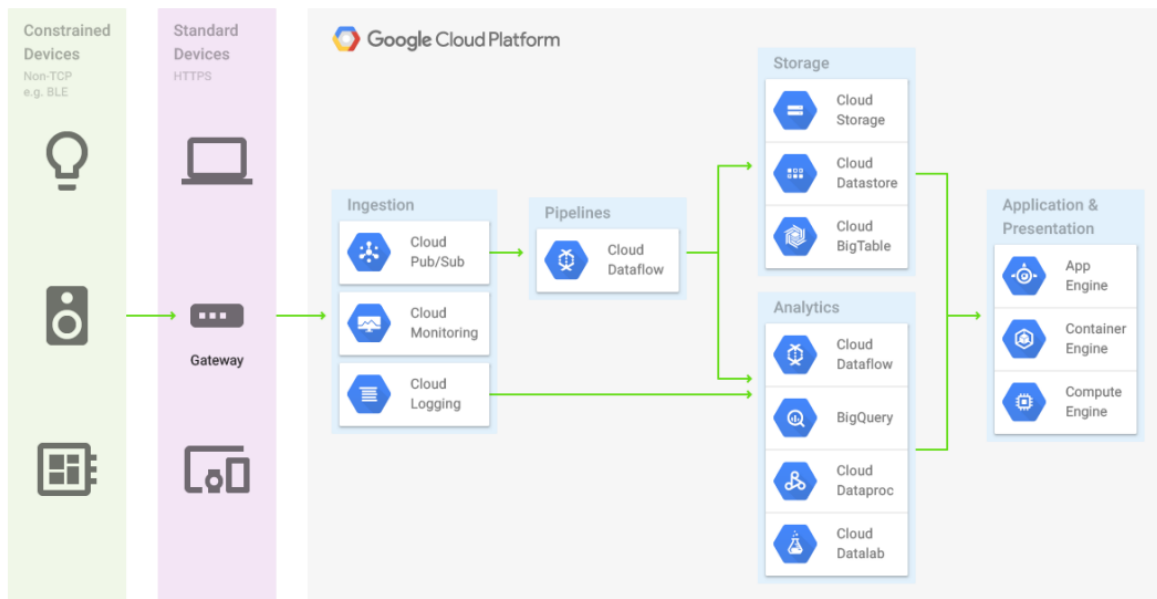 Constrained
Devices
Non-TCP
e.g. BLE
Standard
Devices
HTTPS
Gateway
Google Cloud Platform
Ingestion
Cloud
Pub/Sub
Cloud
Monitoring
Cloud
Logging
Pipelines
Cloud
Dataflow
Storage
Cloud
Storage
Cloud
Datastore
Cloud
BigTable
Analytics
Cloud
Dataflow
BigQuery
Cloud
Dataproc
Cloud
Datalab
Application &
Presentation
App
Engine
Container
Engine
Compute
Engine